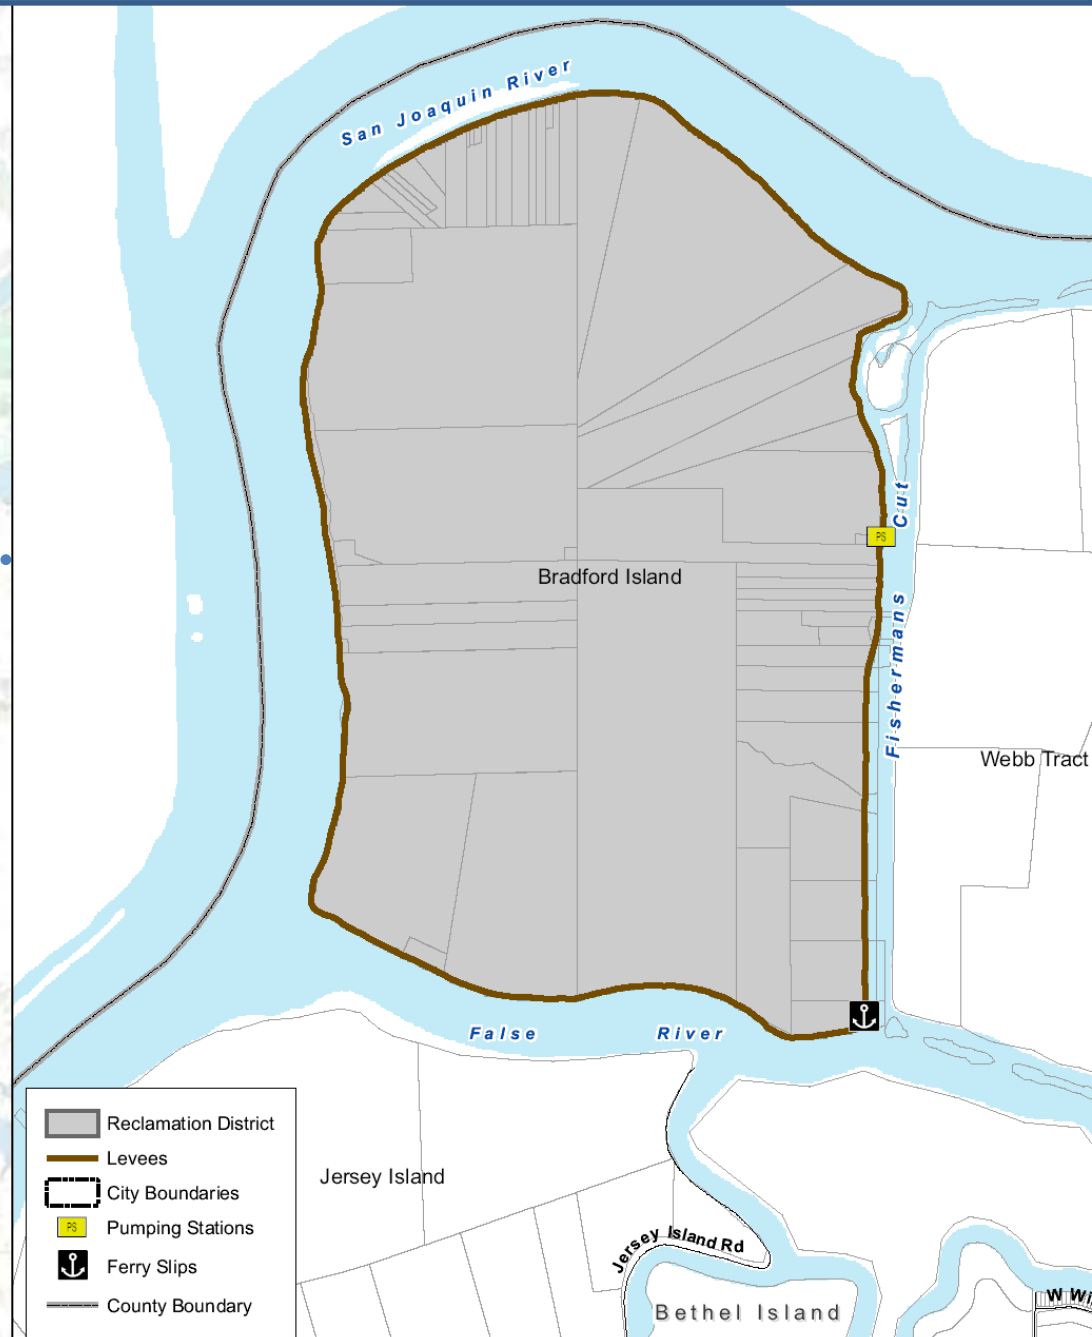 San Joaquin River
Fishermans Cut
PS
Bradford Island
Webb Tract
False River
Jersey Island
Jersey Island Rd
Bethel Island
W Wi
Reclamation District
Levees
City Boundaries
PS Pumping Stations
Ferry Slips
County Boundary